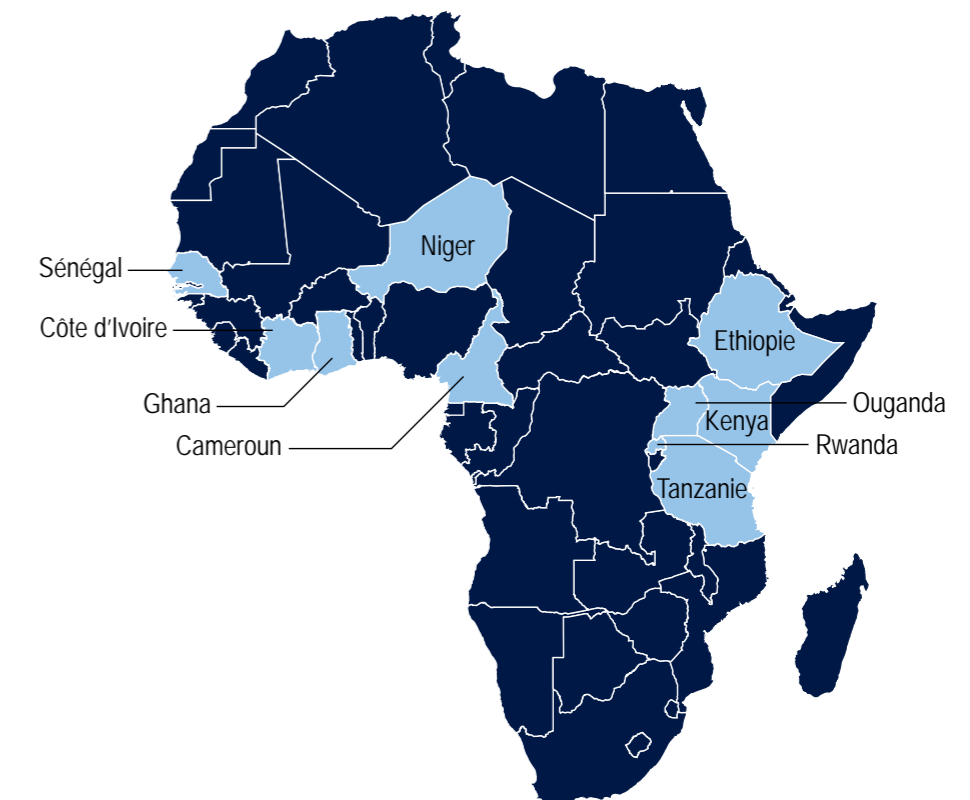 Niger
Sénégal
Côte d'Ivoire
Ethiopie
Ghana
Ouganda
Kenya
Cameroun
Rwanda
Tanzanie